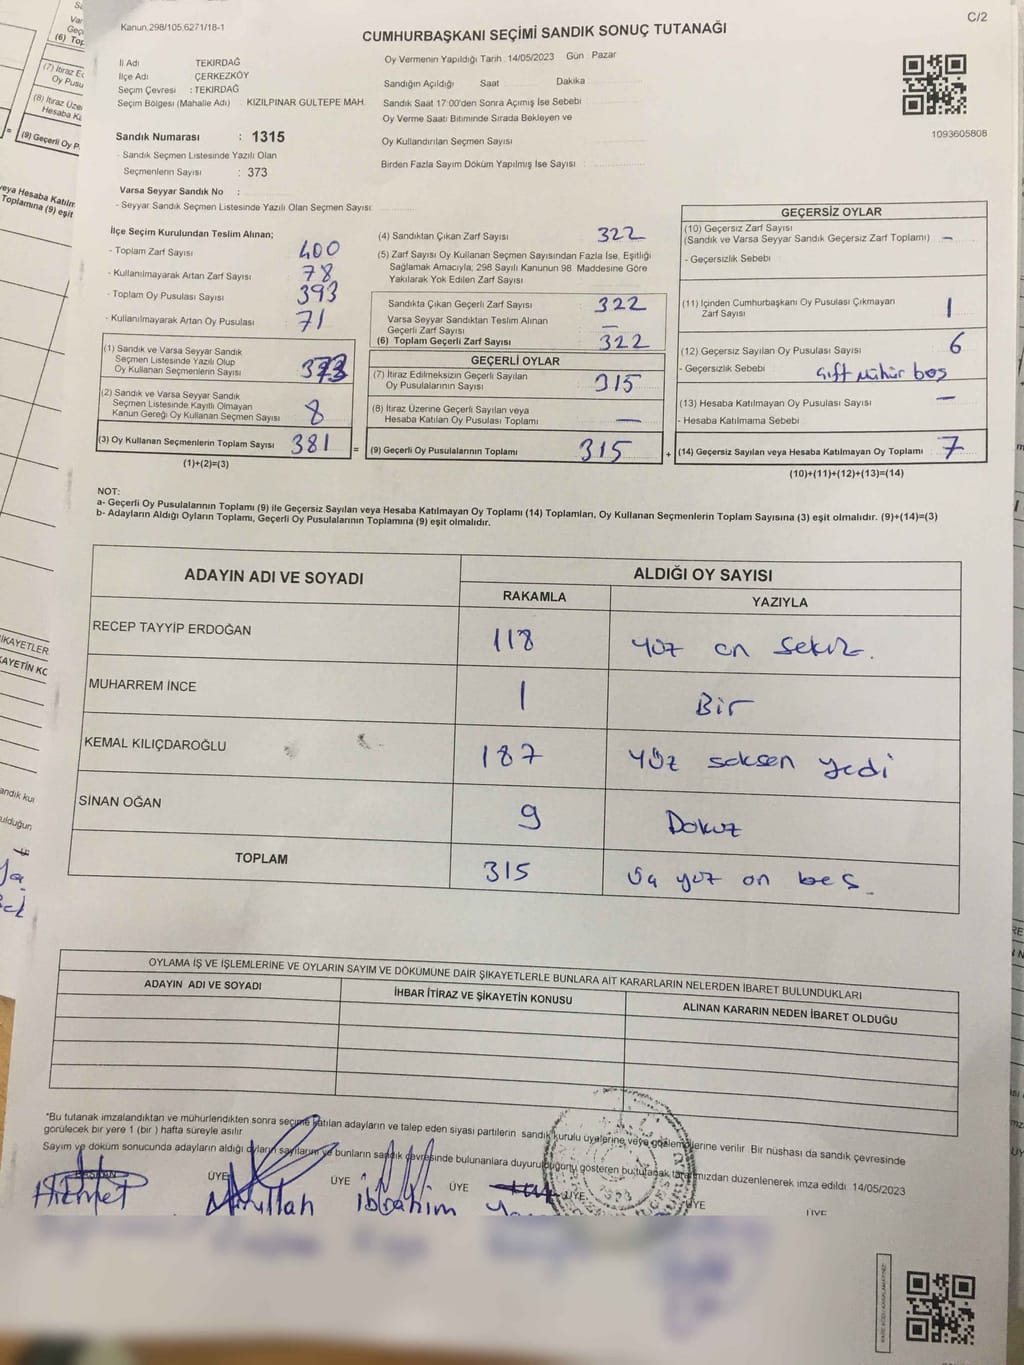 C/2
Kanun.298/105,6271/18-1
CUMHURBAŞKANI SEÇİMİ SANDIK SONUÇ TUTANAĞI
İl Adı TEKİRDAĞ
İlçe Adı ÇERKEZKÖY
Seçim Çevresi : TEKİRDAĞ
Seçim Bölgesi (Mahalle Adı) KIZILPINAR GÜLTEPE MAH.
Sandık Numarası : 1315
- Sandık Seçmen Listesinde Yazılı Olan
Seçmenlerin Sayısı : 373
Varsa Seyyar Sandık No :
- Seyyar Sandık Seçmen Listesinde Yazılı Olan Seçmen Sayısı:
Oy Vermenin Yapıldığı Tarih :14/05/2023 Gün : Pazar
Sandığın Açıldığı Saat Dakika
Sandık Saat 17:00'den Sonra Açımış İse Sebebi
Oy Verme Saati Bitiminde Sırada Bekleyen ve
Oy Kullandırılan Seçmen Sayısı
Birden Fazla Sayım Döküm Yapılmış İse Sayısı :
1093605808
İlçe Seçim Kurulundan Teslim Alınan;
- Toplam Zarf Sayısı 400
- Kullanılmayarak Artan Zarf Sayısı : 78
- Toplam Oy Pusulası Sayısı : 393
- Kullanılmayarak Artan Oy Pusulası : 71
(1) Sandık ve Varsa Seyyar Sandık
Seçmen Listesinde Yazılı Olup
Oy Kullanan Seçmenlerin Sayısı 373
(2) Sandık ve Varsa Seyyar Sandık
Seçmen Listesinde Kayıtlı Olmayan
Kanun Gereği Oy Kullanan Seçmen Sayısı : 8
(3) Oy Kullanan Seçmenlerin Toplam Sayısı 381
(1)+(2)=(3)
(4) Sandıktan Çıkan Zarf Sayısı : 322
(5) Zarf Sayısı Oy Kullanan Seçmen Sayısından Fazla İse, Eşitliği
Sağlamak Amacıyla; 298 Sayılı Kanunun 98. Maddesine Göre
Yakılarak Yok Edilen Zarf Sayısı
Sandıkta Çıkan Geçerli Zarf Sayısı : 322
Varsa Seyyar Sandıktan Teslim Alınan
Geçerli Zarf Sayısı : —
(6) Toplam Geçerli Zarf Sayısı : 322
GEÇERLİ OYLAR
(7) İtiraz Edilmeksizin Geçerli Sayılan
Oy Pusulalarının Sayısı : 315
(8) İtiraz Üzerine Geçerli Sayılan veya
Hesaba Katılan Oy Pusulası Toplamı : —
= (9) Geçerli Oy Pusulalarının Toplamı 315
GEÇERSİZ OYLAR
(10) Geçersiz Zarf Sayısı
(Sandık ve Varsa Seyyar Sandık Geçersiz Zarf Toplamı) : —
- Geçersizlik Sebebi
(11) İçinden Cumhurbaşkanı Oy Pusulası Çıkmayan
Zarf Sayısı : 1
(12) Geçersiz Sayılan Oy Pusulası Sayısı : 6
- Geçersizlik Sebebi : Çift Mühür boş
(13) Hesaba Katılmayan Oy Pusulası Sayısı : —
- Hesaba Katılmama Sebebi :
+ (14) Geçersiz Sayılan veya Hesaba Katılmayan Oy Toplamı : 7
(10)+(11)+(12)+(13)=(14)
NOT:
a- Geçerli Oy Pusulalarının Toplamı (9) ile Geçersiz Sayılan veya Hesaba Katılmayan Oy Toplamı (14) Toplamları, Oy Kullanan Seçmenlerin Toplam Sayısına (3) eşit olmalıdır. (9)+(14)=(3)
b- Adayların Aldığı Oyların Toplamı, Geçerli Oy Pusulalarının Toplamına (9) eşit olmalıdır.
ADAYIN ADI VE SOYADI ALDIĞI OY SAYISI
RAKAMLA YAZIYLA
RECEP TAYYİP ERDOĞAN 118 yüz on sekiz.
MUHARREM İNCE 1 Bir
KEMAL KILIÇDAROĞLU 187 YÜz seksen yedi
SİNAN OĞAN 9 Dokuz
TOPLAM 315 Üç yüz on beş.
OYLAMA İŞ VE İŞLEMLERİNE VE OYLARIN SAYIM VE DÖKÜMÜNE DAİR ŞİKAYETLERLE BUNLARA AİT KARARLARIN NELERDEN İBARET BULUNDUKLARI
ADAYIN ADI VE SOYADI İHBAR İTİRAZ VE ŞİKAYETİN KONUSU ALINAN KARARIN NEDEN İBARET OLDUĞU
*Bu tutanak imzalandıktan ve mühürlendikten sonra seçime katılan adayların ve talep eden siyasi partilerin sandık kurulu üyelerine veya gözlemcilerine verilir. Bir nüshası da sandık çevresinde
görülecek bir yere 1 (bir ) hafta süreyle asılır.
Sayım ve döküm sonucunda adayların aldığı oyların sayılarını ve bunların sandık çevresinde bulunanlara duyurulduğunu gösteren bu tutanak tarafımızdan düzenlenerek imza edildi. 14/05/2023
BAŞKAN ÜYE ÜYE ÜYE ÜYE ÜYE ÜYE
Hikmet Abdullah ibrahim